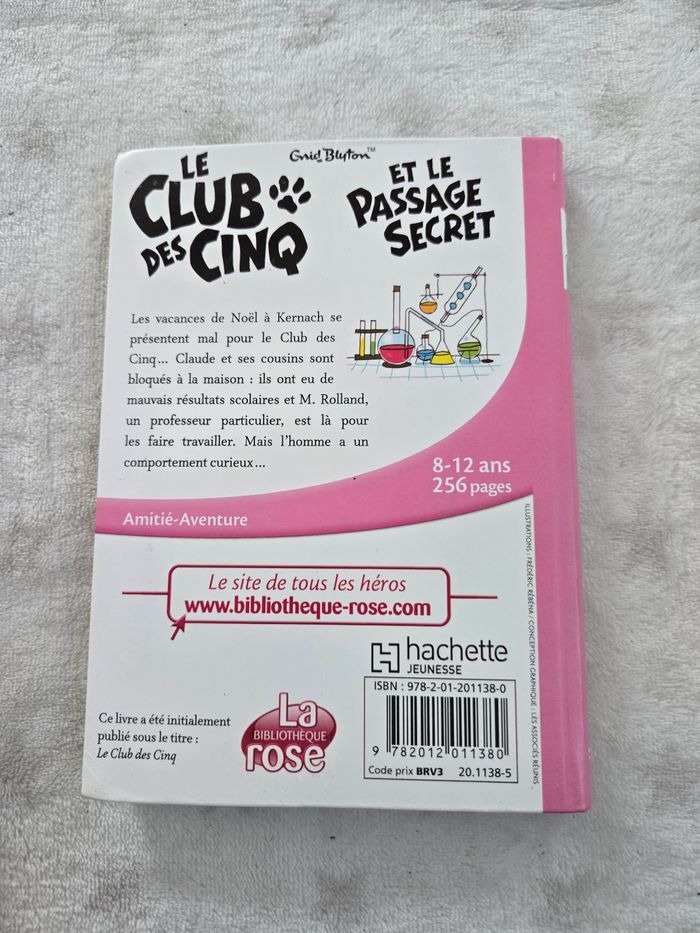 Enid Blyton™
LE
CLUB
DES CINQ
ET LE
PASSAGE
SECRET
Les vacances de Noël à Kernach se
présentent mal pour le Club des
Cinq... Claude et ses cousins sont
bloqués à la maison : ils ont eu de
mauvais résultats scolaires et M. Rolland,
un professeur particulier, est là pour
les faire travailler. Mais l'homme a un
comportement curieux...
8-12 ans
256 pages
Amitié-Aventure
Le site de tous les héros
www.bibliotheque-rose.com
hachette
JEUNESSE
ISBN : 978-2-01-201138-0
9 782012 011380
Code prix BRV3 20.1138-5
Ce livre a été initialement
publié sous le titre :
Le Club des Cinq
La
BIBLIOTHÈQUE
rose
ILLUSTRATIONS : FRÉDÉRIC RÉBÉNA / CONCEPTION GRAPHIQUE : LES ASSOCIÉS RÉUNIS